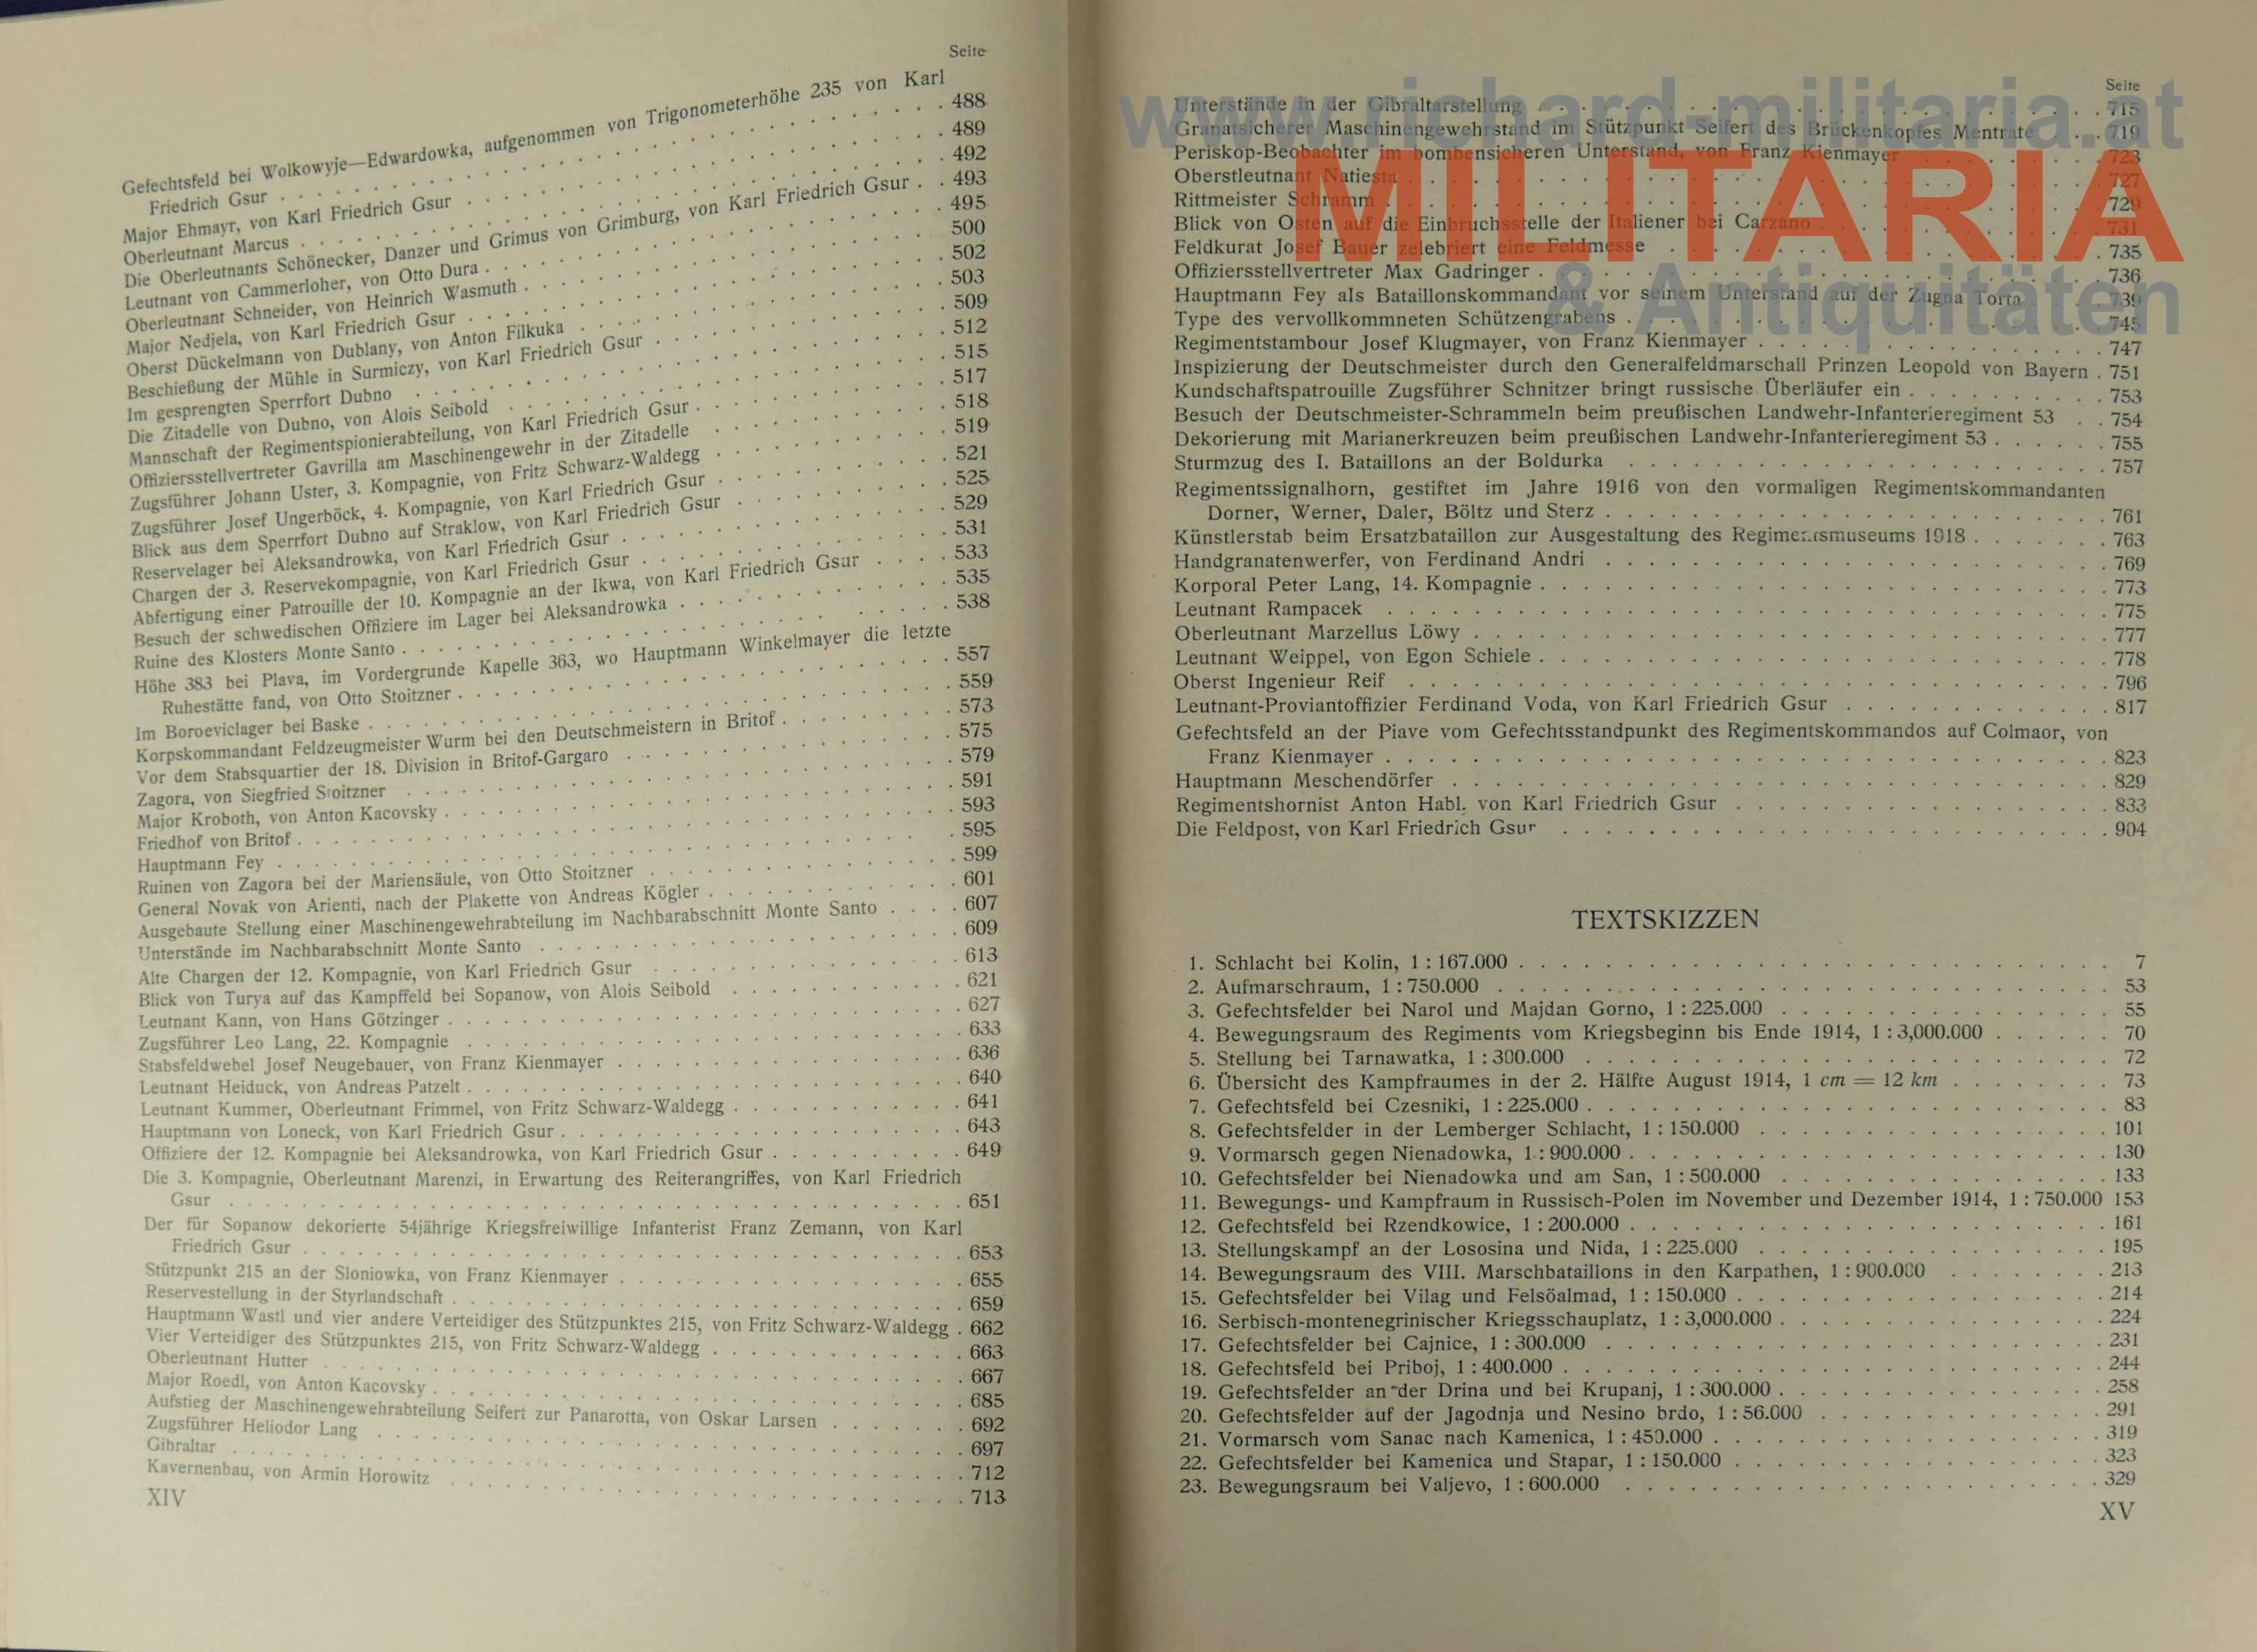 Seite
Gefechtsfeld bei Wolkowyje—Edwardowka, aufgenommen von Trigonometerhöhe 235 von Karl
Friedrich Gsur . . . 488
Major Ehmayr, von Karl Friedrich Gsur . . . 489
Oberleutnant Marcus . . . 492
Die Oberleutnants Schönecker, Danzer und Grimus von Grimburg, von Karl Friedrich Gsur . . 493
Leutnant von Cammerloher, von Otto Dura . . . 495
Oberleutnant Schneider, von Heinrich Wasmuth . . . 500
Major Nedjela, von Karl Friedrich Gsur . . . 502
Oberst Dückelmann von Dublany, von Anton Filkuka . . . 503
Beschießung der Mühle in Surmiczy, von Karl Friedrich Gsur . . . 509
Im gesprengten Sperrfort Dubno . . . 512
Die Zitadelle von Dubno, von Alois Seibold . . . 515
Mannschaft der Regimentspionierabteilung, von Karl Friedrich Gsur . . . 517
Offiziersstellvertreter Gavrilla am Maschinengewehr in der Zitadelle . . . 518
Zugsführer Johann Uster, 3. Kompagnie, von Fritz Schwarz-Waldegg . . . 519
Zugsführer Josef Ungerböck, 4. Kompagnie, von Karl Friedrich Gsur . . . 521
Blick aus dem Sperrfort Dubno auf Straklow, von Karl Friedrich Gsur . . . 525
Reservelager bei Aleksandrowka, von Karl Friedrich Gsur . . . 529
Chargen der 3. Reservekompagnie, von Karl Friedrich Gsur . . . 531
Abfertigung einer Patrouille der 10. Kompagnie an der Ikwa, von Karl Friedrich Gsur . . . 533
Besuch der schwedischen Offiziere im Lager bei Aleksandrowka . . . 535
Ruine des Klosters Monte Santo . . . 538
Höhe 383 bei Plava, im Vordergrunde Kapelle 363, wo Hauptmann Winkelmayer die letzte
Ruhestätte fand, von Otto Stoitzner . . . 557
Im Boroeviclager bei Baske . . . 559
Korpskommandant Feldzeugmeister Wurm bei den Deutschmeistern in Britof . . . 573
Vor dem Stabsquartier der 18. Division in Britof-Gargaro . . . 575
Zagora, von Siegfried Stoitzner . . . 579
Major Kroboth, von Anton Kacovsky . . . 591
Friedhof von Britof . . . 593
Hauptmann Fey . . . 595
Ruinen von Zagora bei der Mariensäule, von Otto Stoitzner . . . 599
General Novak von Arienti, nach der Plakette von Andreas Kögler . . . 601
Ausgebaute Stellung einer Maschinengewehrabteilung im Nachbarabschnitt Monte Santo . . . 607
Unterstände im Nachbarabschnitt Monte Santo . . . 609
Alte Chargen der 12. Kompagnie, von Karl Friedrich Gsur . . . 613
Blick von Turya auf das Kampffeld bei Sopanow, von Alois Seibold . . . 621
Leutnant Kann, von Hans Götzinger . . . 627
Zugsführer Leo Lang, 22. Kompagnie . . . 633
Stabsfeldwebel Josef Neugebauer, von Franz Kienmayer . . . 636
Leutnant Heiduck, von Andreas Patzelt . . . 640
Leutnant Kummer, Oberleutnant Frimmel, von Fritz Schwarz-Waldegg . . . 641
Hauptmann von Loneck, von Karl Friedrich Gsur . . . 643
Offiziere der 12. Kompagnie bei Aleksandrowka, von Karl Friedrich Gsur . . . 649
Die 3. Kompagnie, Oberleutnant Marenzi, in Erwartung des Reiterangriffes, von Karl Friedrich
Gsur . . . 651
Der für Sopanow dekorierte 54jährige Kriegsfreiwillige Infanterist Franz Zemann, von Karl
Friedrich Gsur . . . 653
Stützpunkt 215 an der Sloniowka, von Franz Kienmayer . . . 655
Reservestellung in der Styrlandschaft . . . 659
Hauptmann Wastl und vier andere Verteidiger des Stützpunktes 215, von Fritz Schwarz-Waldegg . 662
Vier Verteidiger des Stützpunktes 215, von Fritz Schwarz-Waldegg . . . 663
Oberleutnant Hutter . . . 667
Major Roedl, von Anton Kacovsky . . . 685
Aufstieg der Maschinengewehrabteilung Seifert zur Panarotta, von Oskar Larsen . . . 692
Zugsführer Heliodor Lang . . . 697
Gibraltar . . . 712
Kavernenbau, von Armin Horowitz . . . 713
XIV
www.richard-militaria.at
MILITARIA
& Antiquitäten
Seite
Unterstände in der Gibraltarstellung . . . 715
Granatsicherer Maschinengewehrstand im Stützpunkt Seifert des Brückenkopfes Mentrate . . . 719
Periskop-Beobachter im bombensicheren Unterstand, von Franz Kienmayer . . . 723
Oberstleutnant Natiesta . . . 727
Rittmeister Schramm . . . 729
Blick von Osten auf die Einbruchsstelle der Italiener bei Carzano . . . 731
Feldkurat Josef Bauer zelebriert eine Feldmesse . . . 735
Offiziersstellvertreter Max Gadringer . . . 736
Hauptmann Fey als Bataillonskommandant vor seinem Unterstand auf der Zugna Torta . . . 739
Type des vervollkommneten Schützengrabens . . . 745
Regimentstambour Josef Klugmayer, von Franz Kienmayer . . . 747
Inspizierung der Deutschmeister durch den Generalfeldmarschall Prinzen Leopold von Bayern . 751
Kundschaftspatrouille Zugsführer Schnitzer bringt russische Überläufer ein . . . 753
Besuch der Deutschmeister-Schrammeln beim preußischen Landwehr-Infanterieregiment 53 . . 754
Dekorierung mit Marianerkreuzen beim preußischen Landwehr-Infanterieregiment 53 . . . 755
Sturmzug des I. Bataillons an der Boldurka . . . 757
Regimentssignalhorn, gestiftet im Jahre 1916 von den vormaligen Regimentskommandanten
Dorner, Werner, Daler, Böltz und Sterz . . . 761
Künstlerstab beim Ersatzbataillon zur Ausgestaltung des Regimentsmuseums 1918 . . . 763
Handgranatenwerfer, von Ferdinand Andri . . . 769
Korporal Peter Lang, 14. Kompagnie . . . 773
Leutnant Rampacek . . . 775
Oberleutnant Marzellus Löwy . . . 777
Leutnant Weippel, von Egon Schiele . . . 778
Oberst Ingenieur Reif . . . 796
Leutnant-Proviantoffizier Ferdinand Voda, von Karl Friedrich Gsur . . . 817
Gefechtsfeld an der Piave vom Gefechtsstandpunkt des Regimentskommandos auf Colmaor, von
Franz Kienmayer . . . 823
Hauptmann Meschendörfer . . . 829
Regimentshornist Anton Habl, von Karl Friedrich Gsur . . . 833
Die Feldpost, von Karl Friedrich Gsur . . . 904
TEXTSKIZZEN
1. Schlacht bei Kolin, 1 : 167.000 . . . 7
2. Aufmarschraum, 1 : 750.000 . . . 53
3. Gefechtsfelder bei Narol und Majdan Gorno, 1 : 225.000 . . . 55
4. Bewegungsraum des Regiments vom Kriegsbeginn bis Ende 1914, 1 : 3,000.000 . . . 70
5. Stellung bei Tarnawatka, 1 : 300.000 . . . 72
6. Übersicht des Kampfraumes in der 2. Hälfte August 1914, 1 cm = 12 km . . . 73
7. Gefechtsfeld bei Czesniki, 1 : 225.000 . . . 83
8. Gefechtsfelder in der Lemberger Schlacht, 1 : 150.000 . . . 101
9. Vormarsch gegen Nienadowka, 1 : 900.000 . . . 130
10. Gefechtsfelder bei Nienadowka und am San, 1 : 500.000 . . . 133
11. Bewegungs- und Kampfraum in Russisch-Polen im November und Dezember 1914, 1 : 750.000 153
12. Gefechtsfeld bei Rzendkowice, 1 : 200.000 . . . 161
13. Stellungskampf an der Lososina und Nida, 1 : 225.000 . . . 195
14. Bewegungsraum des VIII. Marschbataillons in den Karpathen, 1 : 900.000 . . . 213
15. Gefechtsfelder bei Vilag und Felsöalmad, 1 : 150.000 . . . 214
16. Serbisch-montenegrinischer Kriegsschauplatz, 1 : 3,000.000 . . . 224
17. Gefechtsfelder bei Cajnice, 1 : 300.000 . . . 231
18. Gefechtsfeld bei Priboj, 1 : 400.000 . . . 244
19. Gefechtsfelder an der Drina und bei Krupanj, 1 : 300.000 . . . 258
20. Gefechtsfelder auf der Jagodnja und Nesino brdo, 1 : 56.000 . . . 291
21. Vormarsch vom Sanac nach Kamenica, 1 : 450.000 . . . 319
22. Gefechtsfelder bei Kamenica und Stapar, 1 : 150.000 . . . 323
23. Bewegungsraum bei Valjevo, 1 : 600.000 . . . 329
XV